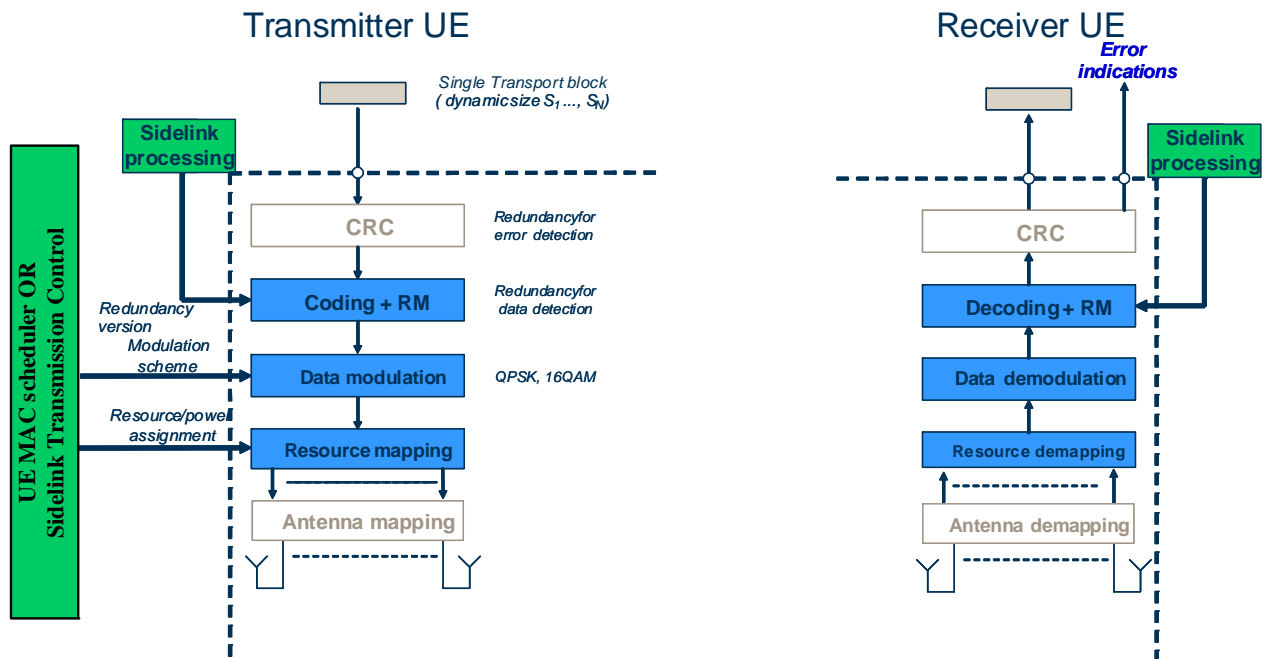 Transmitter UE
Receiver UE
Error
indications
Single Transport block
( dynamicsize S1 ..., SN)
Sidelink
processing
Sidelink
processing
UE MAC scheduler OR
Sidelink Transmission Control
CRC
Redundancyfor
error detection
CRC
Coding + RM
Redundancyfor
data detection
Decoding + RM
Redundancy
version
Modulation
scheme
Data modulation
QPSK, 16QAM
Data demodulation
Resource/power
assignment
Resource mapping
Resource demapping
Antenna mapping
Antenna demapping